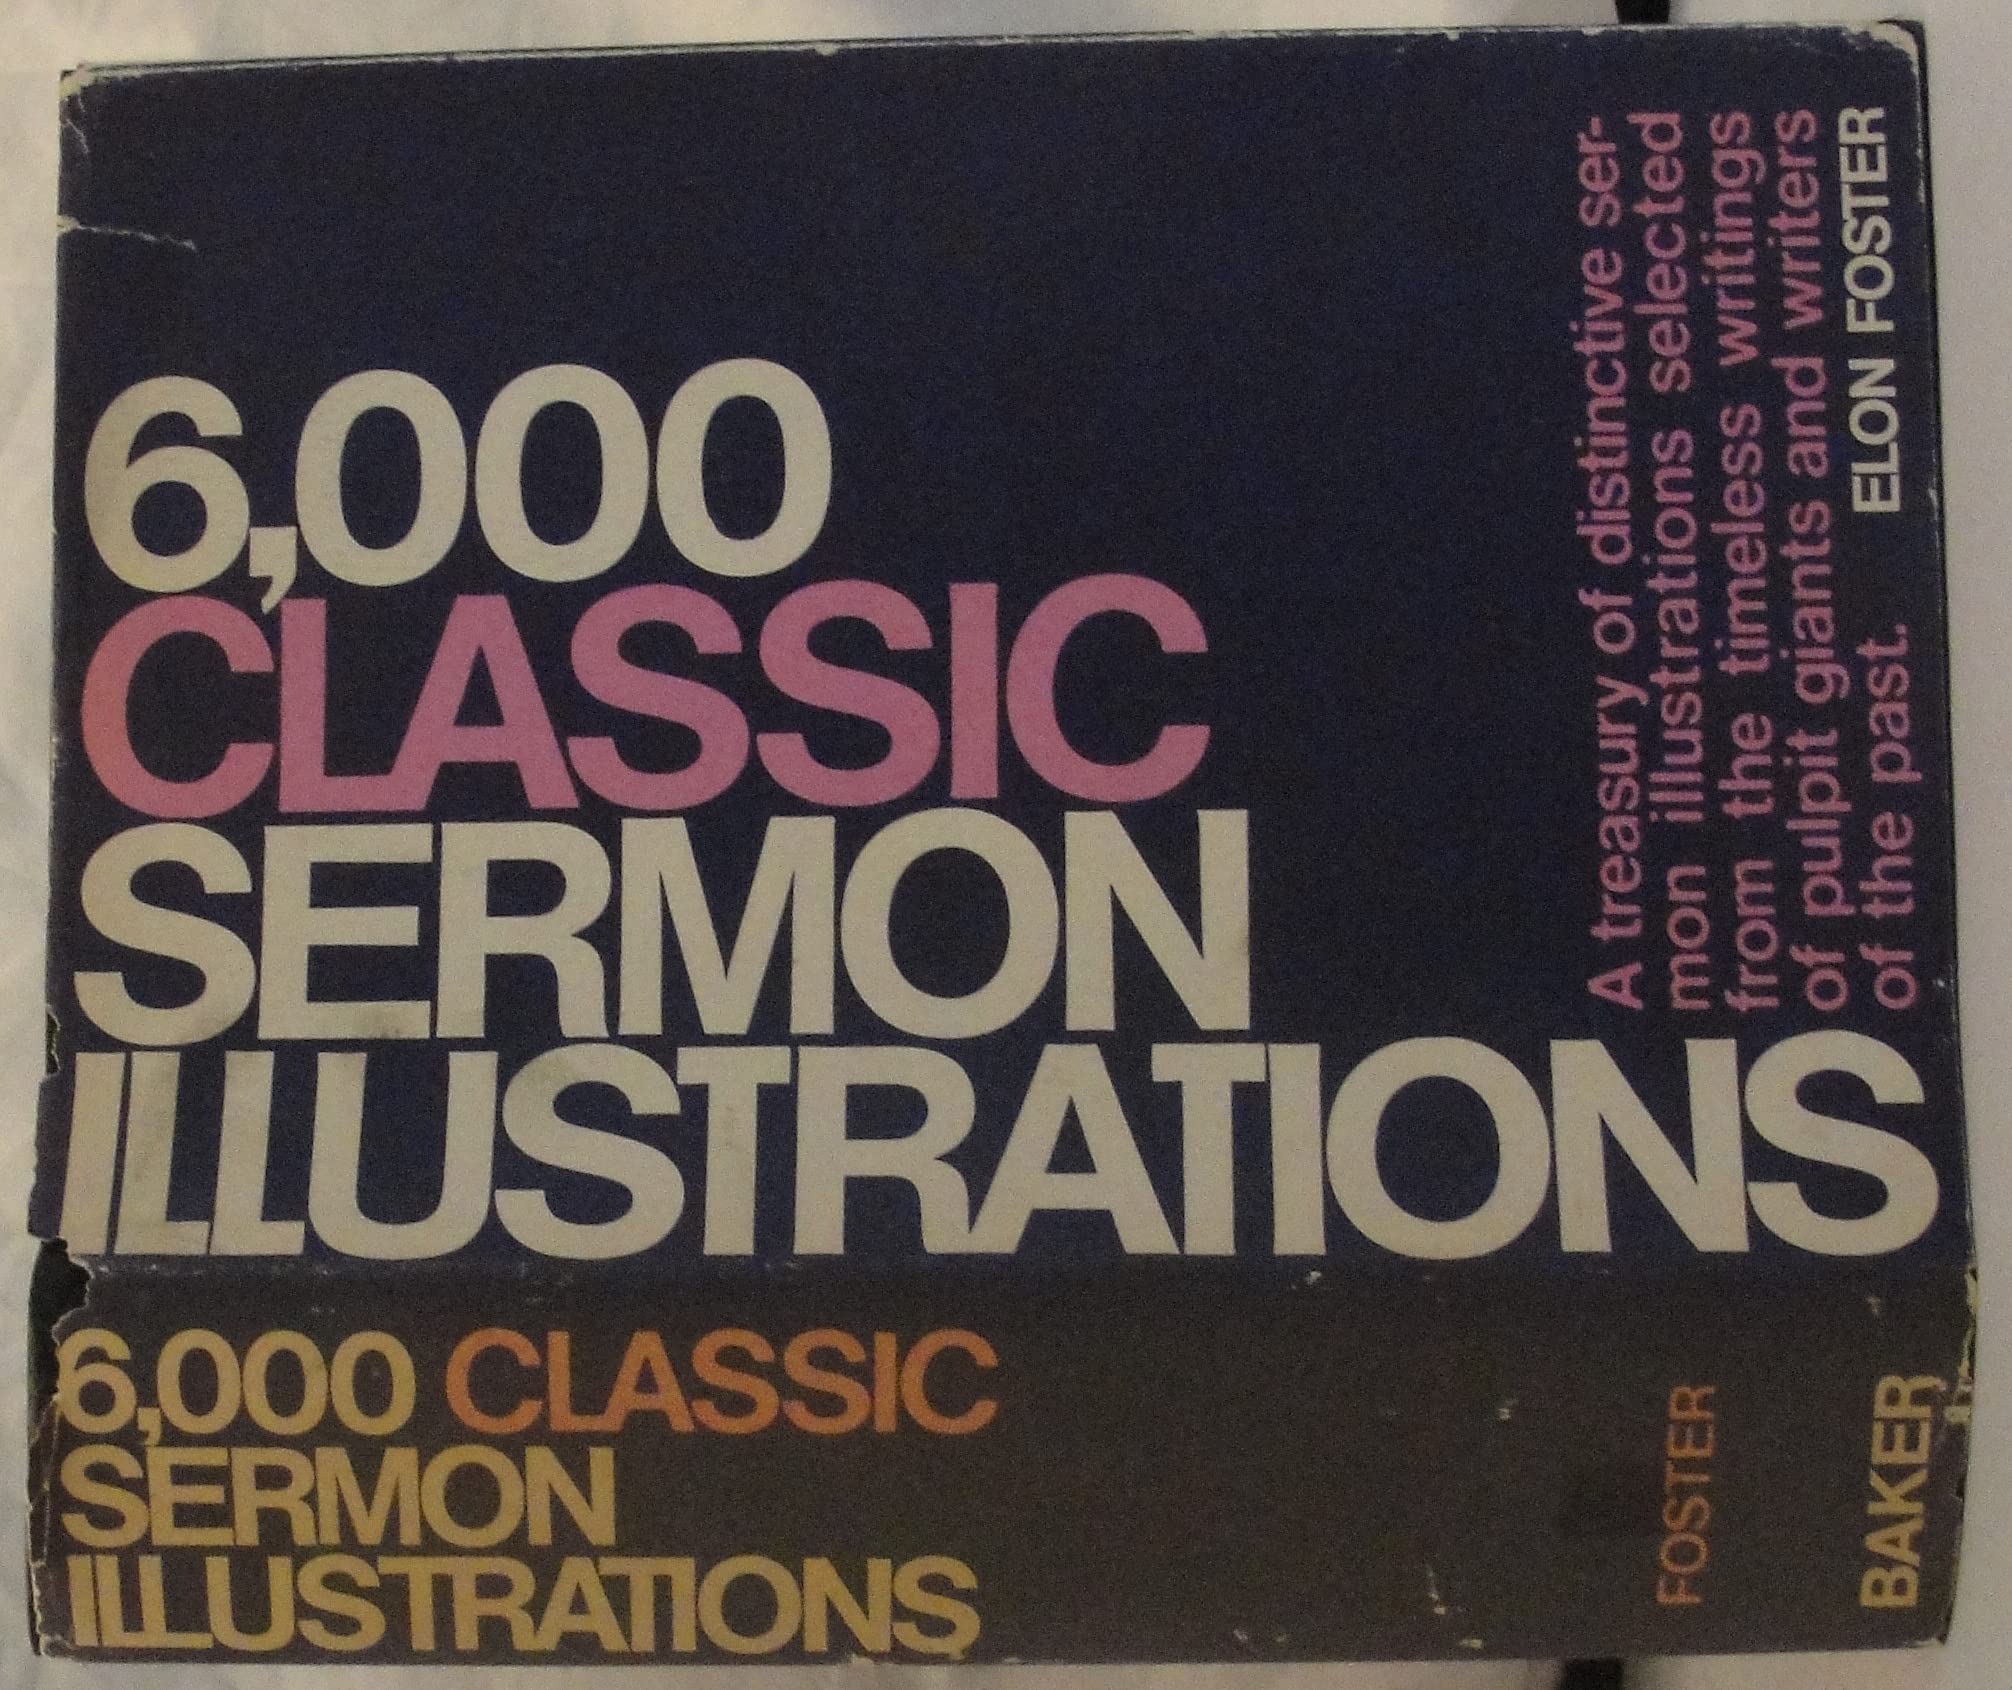 6,000
CLASSIC
SERMON
ILLUSTRATIONS
A treasury of distinctive ser-
mon illustrations selected
from the timeless writings
of pulpit giants and writers
of the past.
ELON FOSTER
6,000 CLASSIC
SERMON
ILLUSTRATIONS
FOSTER
BAKER